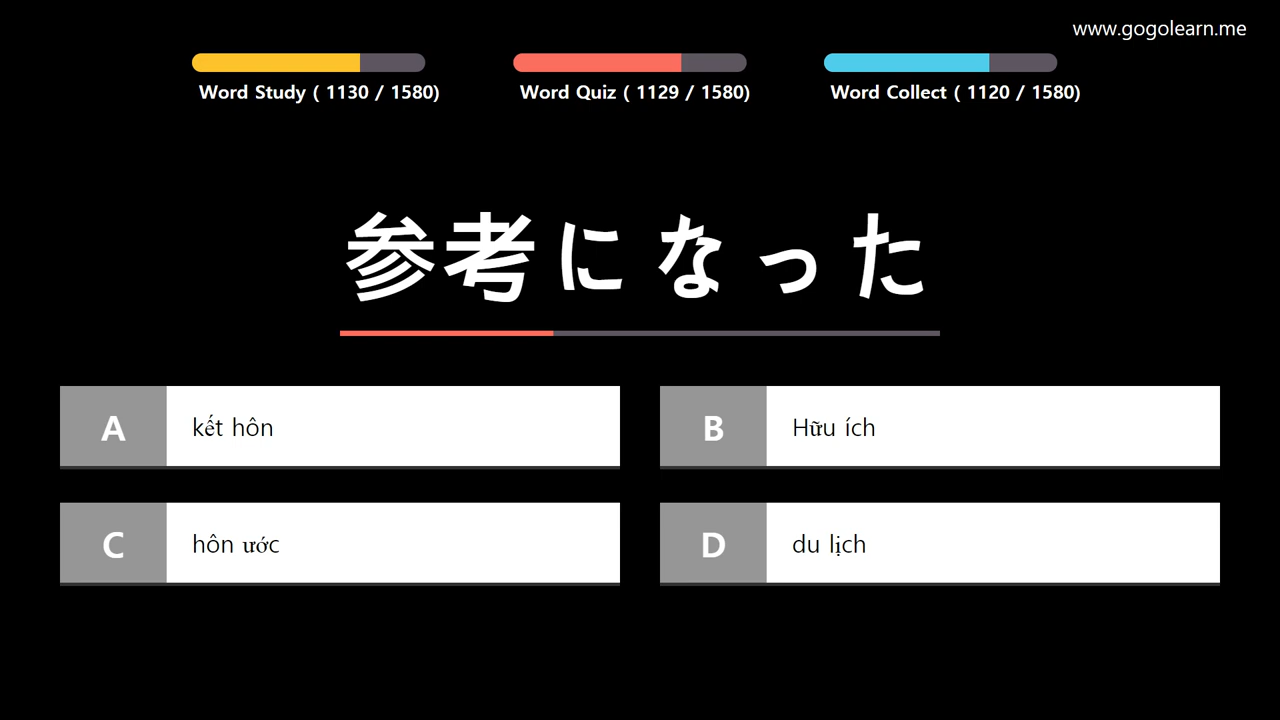 www.gogolearn.me
Word Study ( 1130 / 1580)
Word Quiz ( 1129 / 1580)
Word Collect ( 1120 / 1580)
参考になった
A
kết hôn
B
Hữu ích
C
hôn ước
D
du lịch